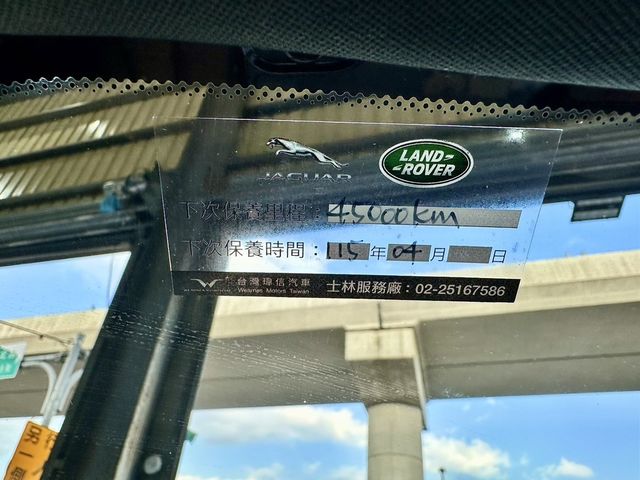 JAGUAR
LAND ROVER
下次保養里程：45000km
下次保養時間：115年04月 日
台灣瑋信汽車
Wearnes Motors Taiwan
士林服務廠：02-25167586